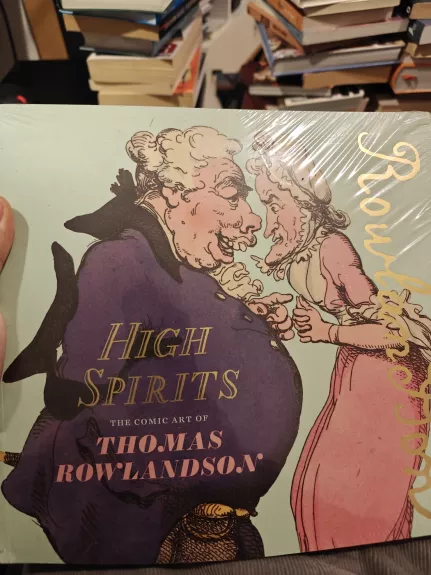 HIGH
SPIRITS
THE COMIC ART OF
THOMAS
ROWLANDSON
Rowlandson